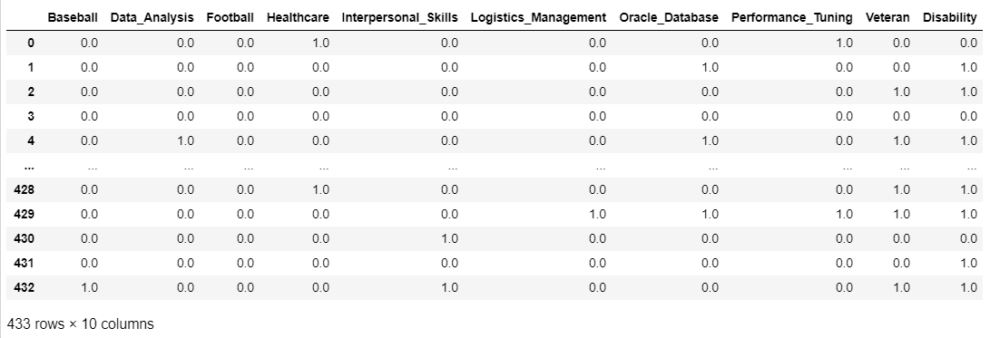 Baseball Data_Analysis Football Healthcare Interpersonal_Skills Logistics_Management Oracle_Database Performance_Tuning Veteran Disability
0 0.0 0.0 0.0 1.0 0.0 0.0 0.0 1.0 0.0 0.0
1 0.0 0.0 0.0 0.0 0.0 0.0 1.0 0.0 0.0 1.0
2 0.0 0.0 0.0 0.0 0.0 0.0 0.0 0.0 1.0 1.0
3 0.0 0.0 0.0 0.0 0.0 0.0 0.0 0.0 0.0 0.0
4 0.0 1.0 0.0 0.0 0.0 0.0 1.0 0.0 1.0 1.0
... ... ... ... ... ... ... ... ... ... ...
428 0.0 0.0 0.0 1.0 0.0 0.0 0.0 0.0 1.0 1.0
429 0.0 0.0 0.0 0.0 0.0 1.0 1.0 1.0 1.0 1.0
430 0.0 0.0 0.0 0.0 1.0 0.0 0.0 0.0 0.0 0.0
431 0.0 0.0 0.0 0.0 0.0 0.0 0.0 0.0 0.0 1.0
432 1.0 0.0 0.0 0.0 1.0 0.0 0.0 0.0 1.0 1.0
433 rows × 10 columns